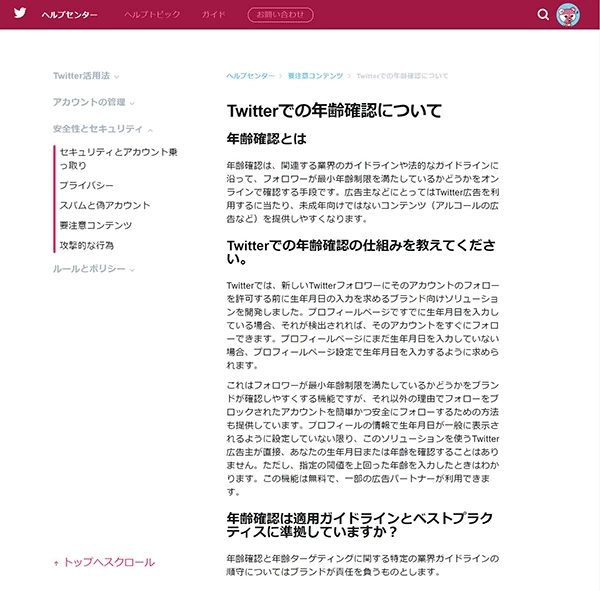 ヘルプセンター ヘルプトピック ガイド お問い合わせ
Twitter活用法
アカウントの管理
安全性とセキュリティ
セキュリティとアカウント乗
っ取り
プライバシー
スパムと偽アカウント
要注意コンテンツ
攻撃的な行為
ルールとポリシー
↑ トップへスクロール
ヘルプセンター 要注意コンテンツ Twitterでの年齢確認について
Twitterでの年齢確認について
年齢確認とは
年齢確認は、関連する業界のガイドラインや法的なガイドラインに
沿って、フォロワーが最小年齢制限を満たしているかどうかをオン
ラインで確認する手段です。広告主などにとってはTwitter広告を利
用するに当たり、未成年向けではないコンテンツ（アルコールの広
告など）を提供しやすくなります。
Twitterでの年齢確認の仕組みを教えてくださ
い。
Twitterでは、新しいTwitterフォロワーにそのアカウントのフォロー
を許可する前に生年月日の入力を求めるブランド向けソリューショ
ンを開発しました。プロフィールページですでに生年月日を入力し
ている場合、それが検出されれば、そのアカウントをすぐにフォロ
ーできます。プロフィールページにまだ生年月日を入力していない
場合、プロフィールページ設定で生年月日を入力するように求めら
れます。
これはフォロワーが最小年齢制限を満たしているかどうかをブラン
ドが確認しやすくする機能ですが、それ以外の理由でフォローをブ
ロックされたアカウントを簡単かつ安全にフォローするための方法
も提供しています。プロフィールの情報で生年月日が一般に表示さ
れるように設定していない限り、このソリューションを使うTwitter
広告主が直接、あなたの生年月日または年齢を確認することはあり
ません。ただし、指定の閾値を上回った年齢を入力したときはわか
ります。この機能は無料で、一部の広告パートナーが利用できま
す。
年齢確認は適用ガイドラインとベストプラク
ティスに準拠していますか？
年齢確認と年齢ターゲティングに関する特定の業界ガイドラインの
順守についてはブランドが責任を負うものとします。